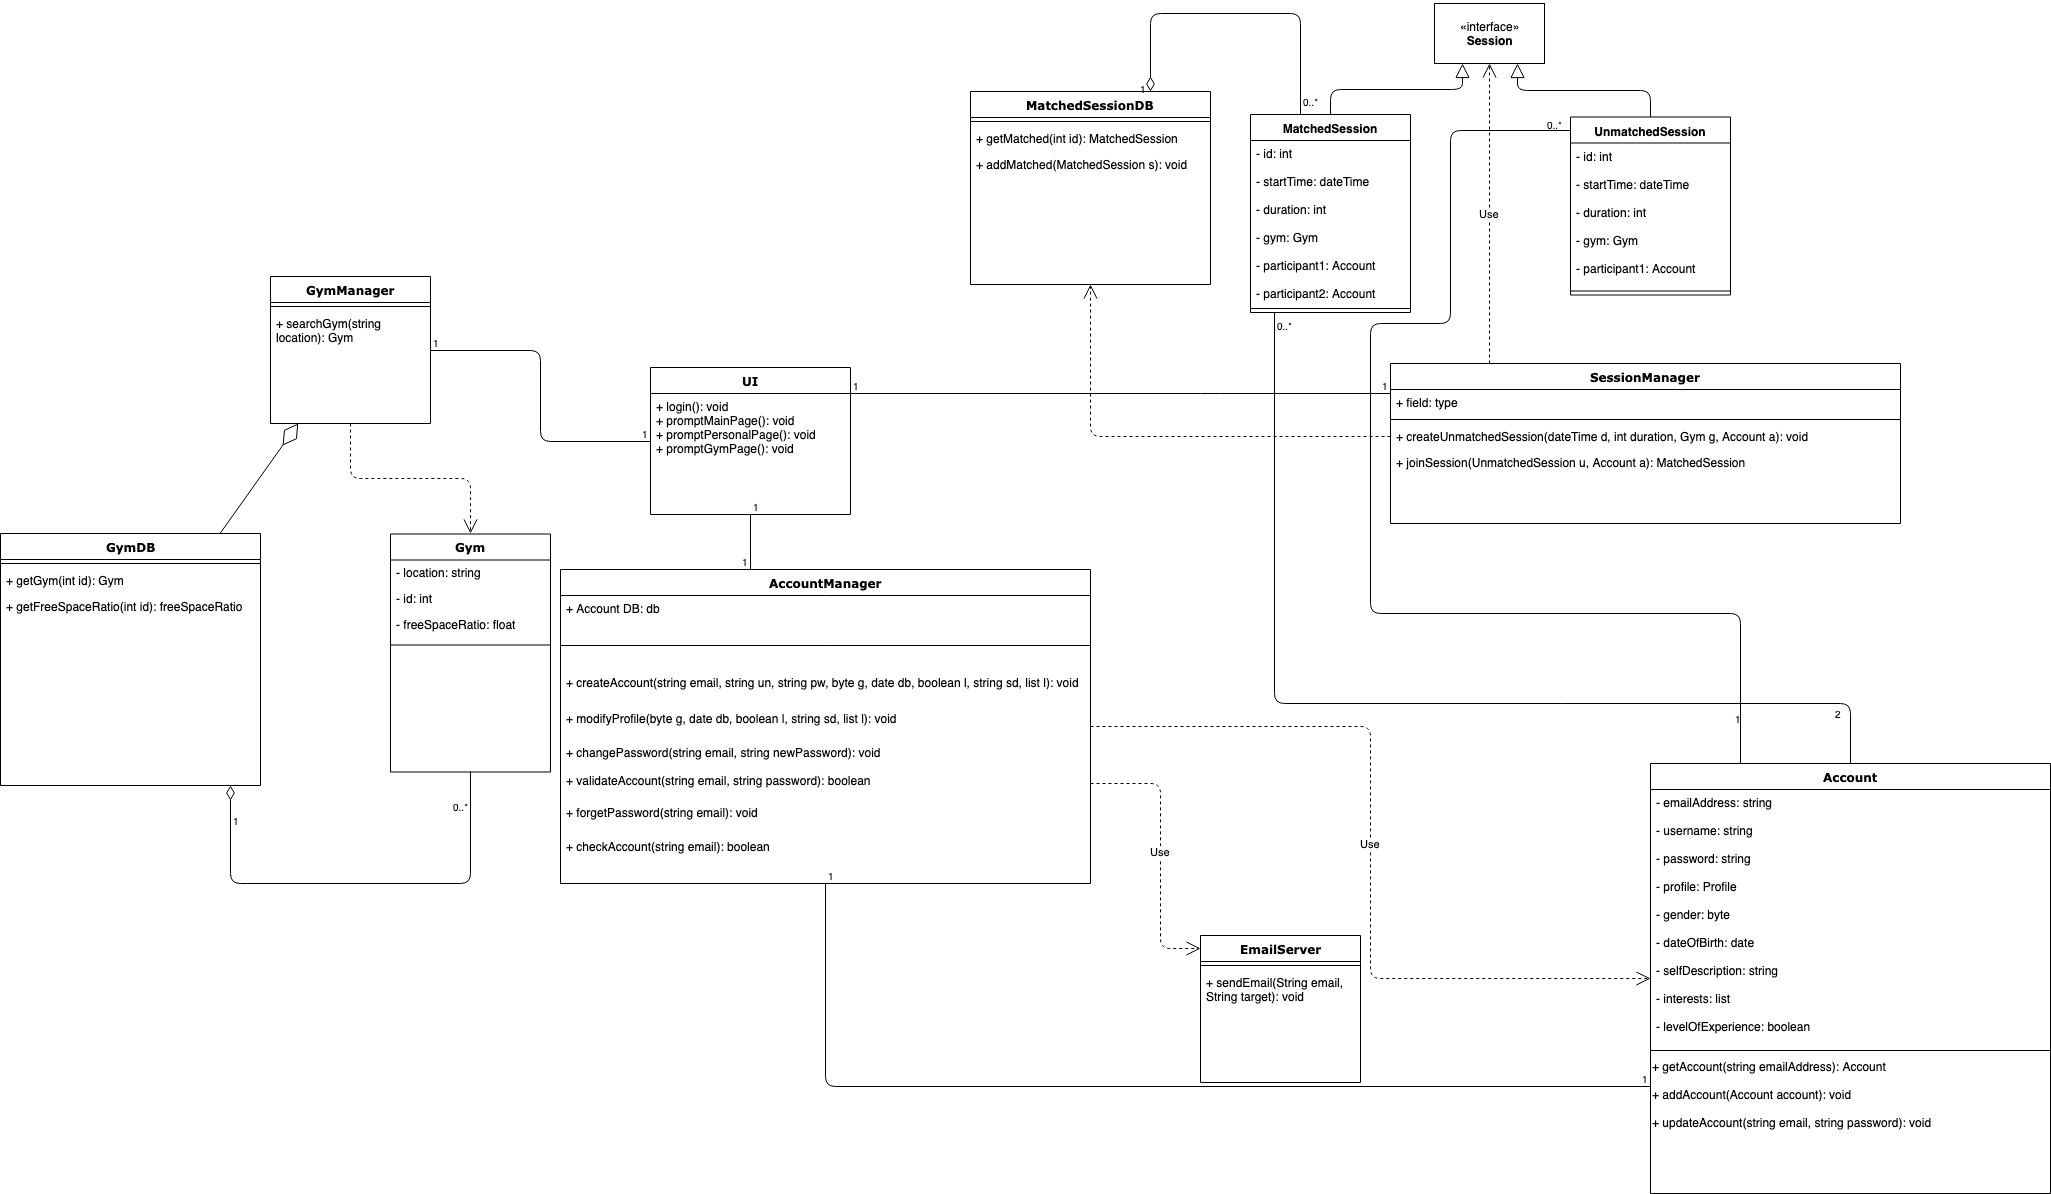 «interface»
Session
MatchedSessionDB
+ getMatched(int id): MatchedSession
+ addMatched(MatchedSession s): void
1
0..*
MatchedSession
- id: int
- startTime: dateTime
- duration: int
- gym: Gym
- participant1: Account
- participant2: Account
0..*
0..*
UnmatchedSession
- id: int
- startTime: dateTime
- duration: int
- gym: Gym
- participant1: Account
Use
GymManager
+ searchGym(string
location): Gym
1
UI
+ login(): void
+ promptMainPage(): void
+ promptPersonalPage(): void
+ promptGymPage(): void
1
1
1
1
SessionManager
+ field: type
+ createUnmatchedSession(dateTime d, int duration, Gym g, Account a): void
+ joinSession(UnmatchedSession u, Account a): MatchedSession
GymDB
+ getGym(int id): Gym
+ getFreeSpaceRatio(int id): freeSpaceRatio
1
Gym
- location: string
- id: int
- freeSpaceRatio: float
0..*
1
AccountManager
+ Account DB: db
+ createAccount(string email, string un, string pw, byte g, date db, boolean l, string sd, list l): void
+ modifyProfile(byte g, date db, boolean l, string sd, list l): void
+ changePassword(string email, string newPassword): void
+ validateAccount(string email, string password): boolean
+ forgetPassword(string email): void
+ checkAccount(string email): boolean
1
Use
Use
EmailServer
+ sendEmail(String email,
String target): void
1
2
Account
- emailAddress: string
- username: string
- password: string
- profile: Profile
- gender: byte
- dateOfBirth: date
- selfDescription: string
- interests: list
- levelOfExperience: boolean
1
+ getAccount(string emailAddress): Account
+ addAccount(Account account): void
+ updateAccount(string email, string password): void